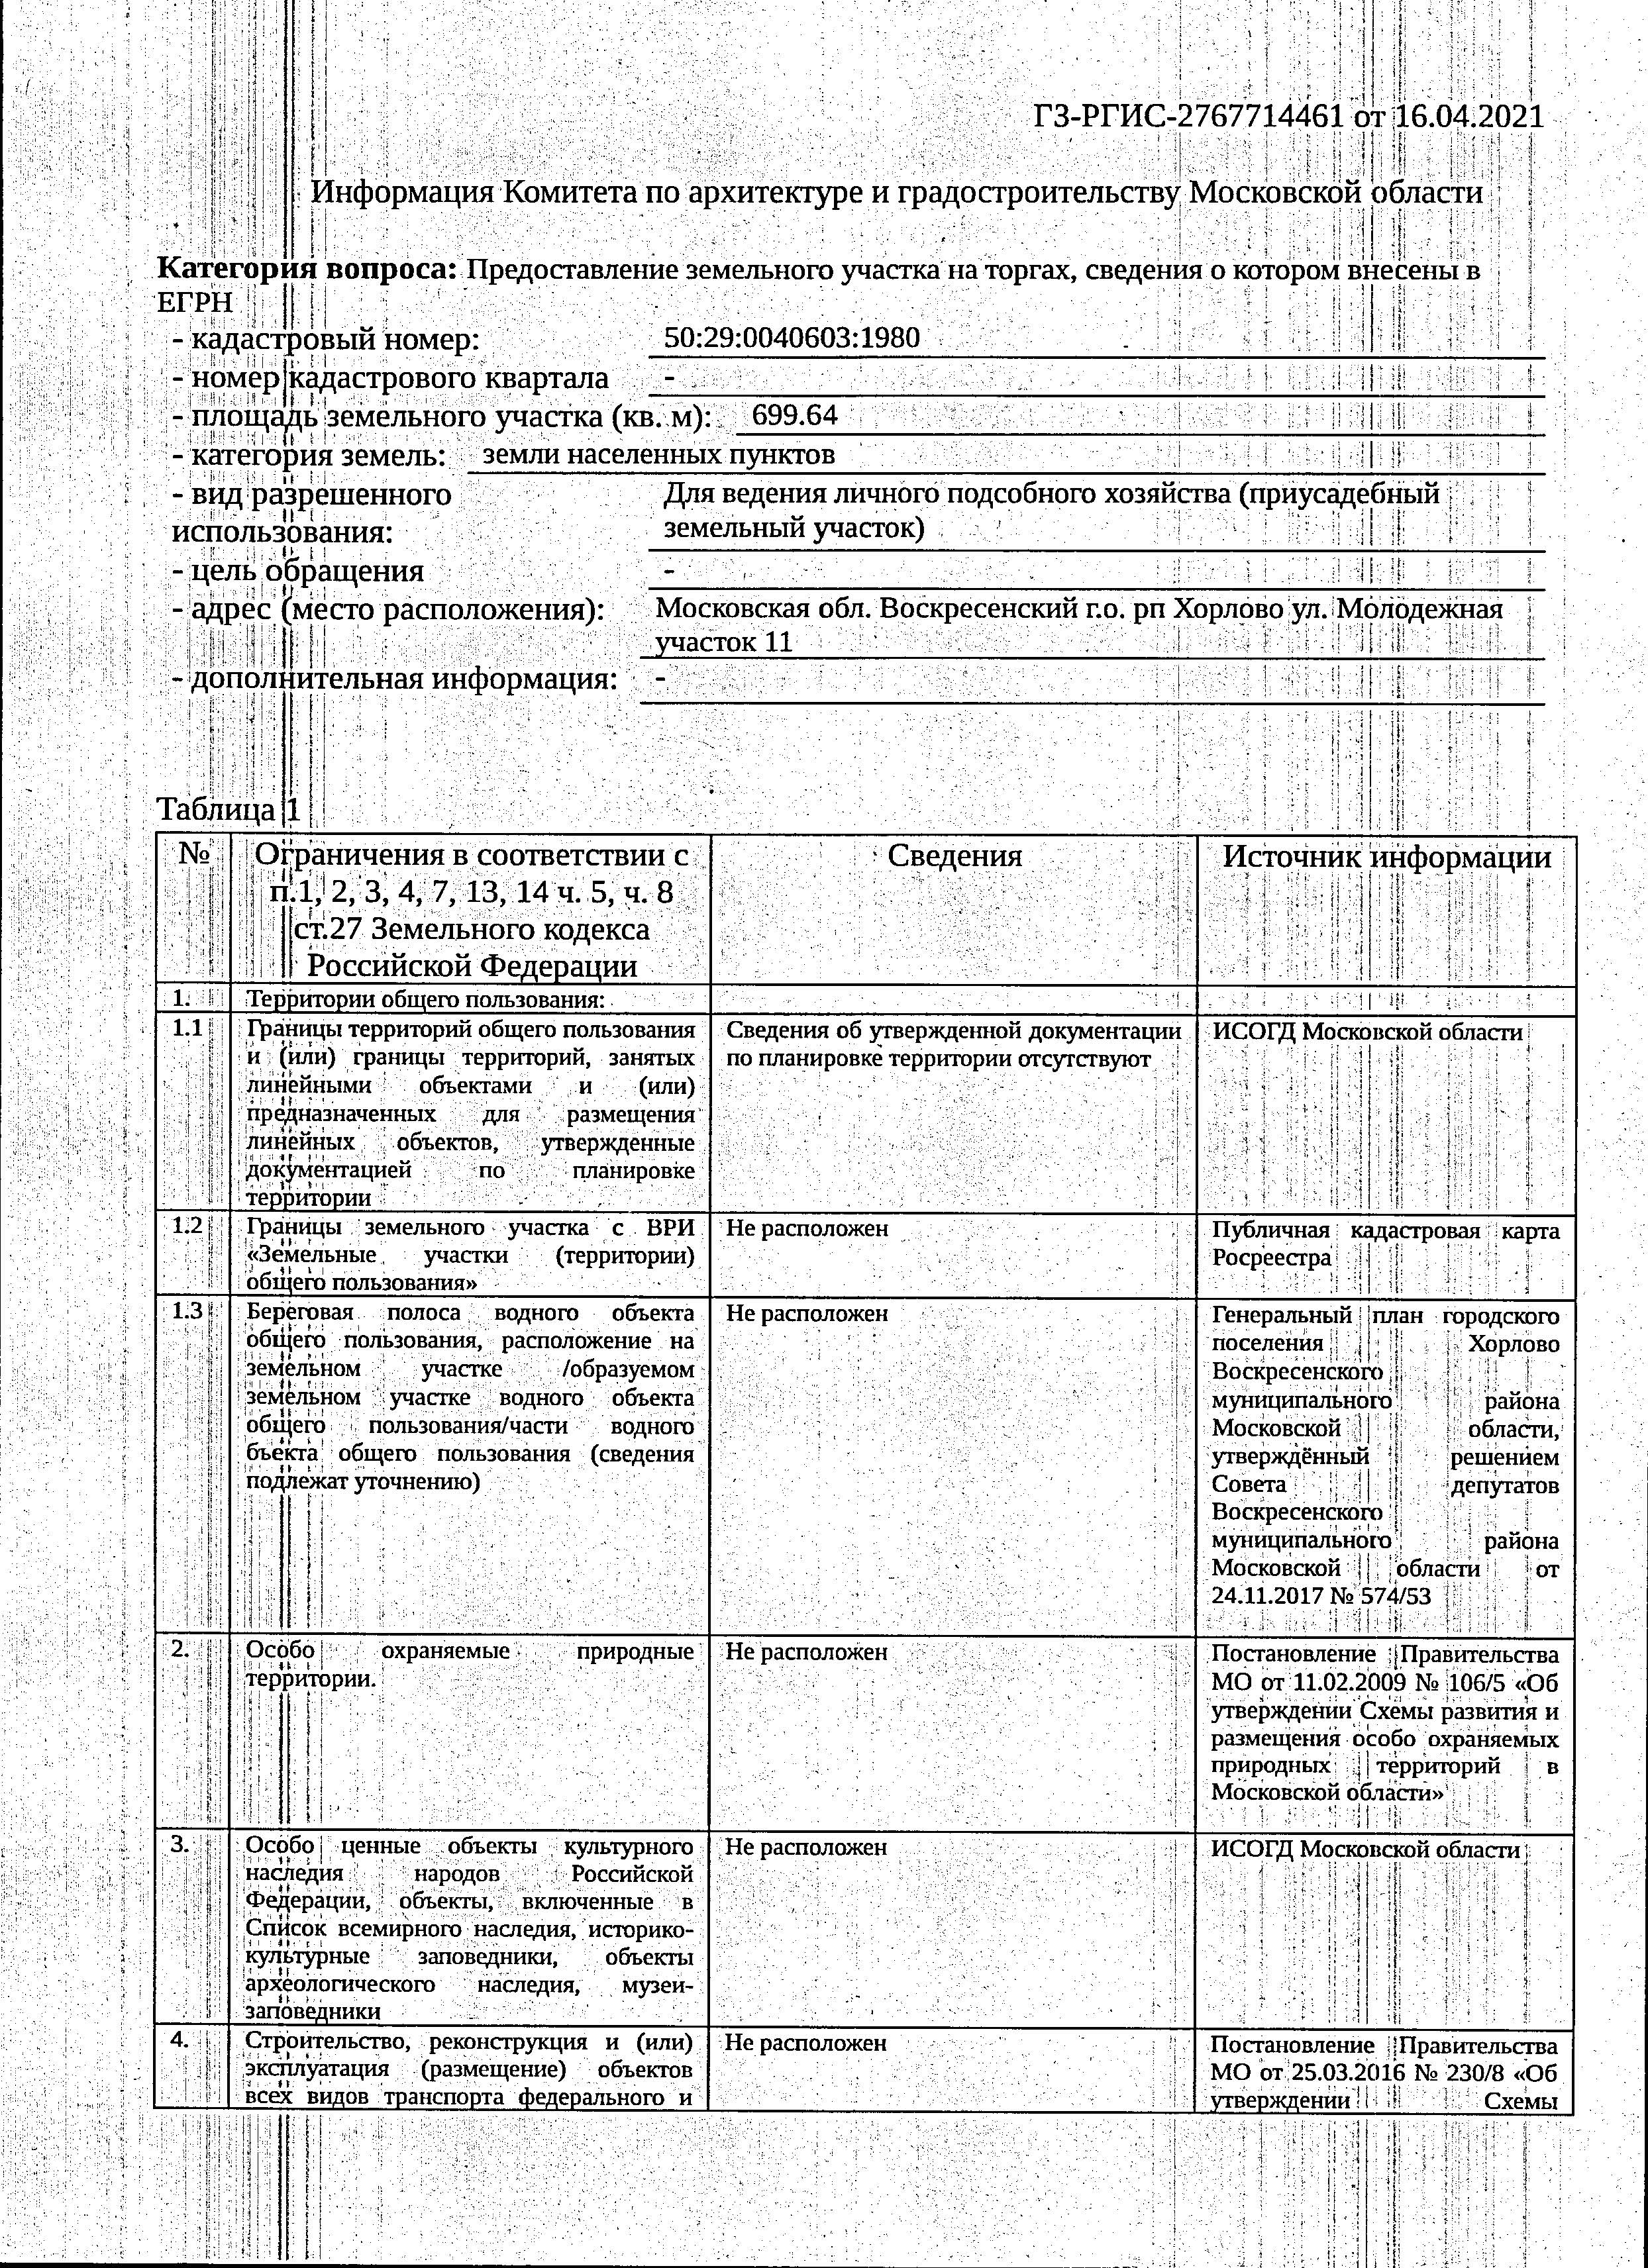 ГЗ-РГИС-2767714461 от 16.04.2021
Информация Комитета по архитектуре и градостроительству Московской области
Категория вопроса: Предоставление земельного участка на торгах, сведения о котором внесены в
ЕГРН
- кадастровый номер: 50:29:0040603:1980
- номер кадастрового квартала -
- площадь земельного участка (кв. м): 699.64
- категория земель: земли населенных пунктов
- вид разрешенного
использования:
Для ведения личного подсобного хозяйства (приусадебный
земельный участок)
- цель обращения -
- адрес (место расположения): Московская обл. Воскресенский г.о. рп Хорлово ул. Молодежная
участок 11
- дополнительная информация: -
Таблица 1
№
Ограничения в соответствии с
п.1, 2, 3, 4, 7, 13, 14 ч. 5, ч. 8
ст.27 Земельного кодекса
Российской Федерации
Сведения
Источник информации
1.
Территории общего пользования:
1.1
Границы территорий общего пользования
и (или) границы территорий, занятых
линейными объектами и (или)
предназначенных для размещения
линейных объектов, утвержденные
документацией по планировке
территории
Сведения об утвержденной документации
по планировке территории отсутствуют
ИСОГД Московской области
1.2
Границы земельного участка с ВРИ
«Земельные участки (территории)
общего пользования»
Не расположен
Публичная кадастровая карта
Росреестра
1.3
Береговая полоса водного объекта
общего пользования, расположение на
земельном участке /образуемом
земельном участке водного объекта
общего пользования/части водного
бъекта общего пользования (сведения
подлежат уточнению)
Не расположен
Генеральный план городского
поселения Хорлово
Воскресенского
муниципального района
Московской области,
утверждённый решением
Совета депутатов
Воскресенского
муниципального района
Московской области от
24.11.2017 № 574/53
2.
Особо охраняемые природные
территории.
Не расположен
Постановление Правительства
МО от 11.02.2009 № 106/5 «Об
утверждении Схемы развития и
размещения особо охраняемых
природных территорий в
Московской области»
3.
Особо ценные объекты культурного
наследия народов Российской
Федерации, объекты, включенные в
Список всемирного наследия, историко-
культурные заповедники, объекты
археологического наследия, музеи-
заповедники
Не расположен
ИСОГД Московской области
4.
Строительство, реконструкция и (или)
эксплуатация (размещение) объектов
всех видов транспорта федерального и
Не расположен
Постановление Правительства
МО от 25.03.2016 № 230/8 «Об
утверждении Схемы